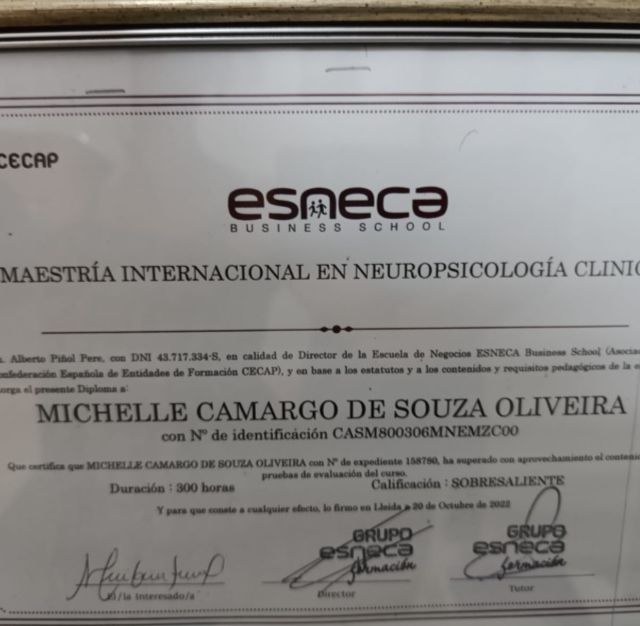 CECAP
esneca
BUSINESS SCHOOL
MAESTRÍA INTERNACIONAL EN NEUROPSICOLOGÍA CLINIC
. Alberto Piñol Pere, con DNI 43.717.334-S, en calidad de Director de la Escuela de Negocios ESNECA Business School (Asociac
onfederación Española de Entidades de Formación CECAP), y en base a los estatutos y a los contenidos y requisitos pedagógicos de la e
orga el presente Diploma a:
MICHELLE CAMARGO DE SOUZA OLIVEIRA
con Nº de identificación CASM800306MNEMZC00
Que certifica que MICHELLE CAMARGO DE SOUZA OLIVEIRA con Nº de expediente 158780, ha superado con aprovechamiento el contenid
pruebas de evaluación del curso.
Duración : 300 horas Calificación : SOBRESALIENTE
Y para que conste a cualquier efecto, lo firmo en Lleida a 20 de Octubre de 2022
GRUPO esneca formación
GRUPO esneca formación
El/la interesado/a Director Tutor